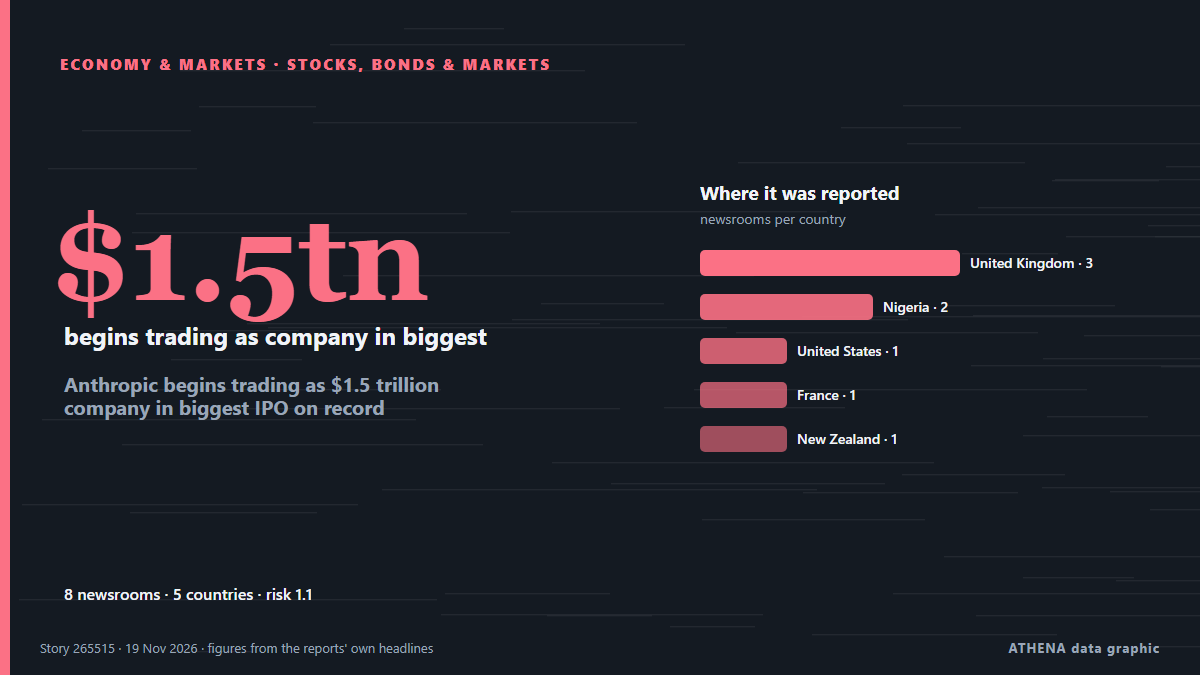 ECONOMY & MARKETS · STOCKS, BONDS & MARKETS
$1.5tn
begins trading as company in biggest
Anthropic begins trading as $1.5 trillion
company in biggest IPO on record
Where it was reported
newsrooms per country
United Kingdom · 3
Nigeria · 2
United States · 1
France · 1
New Zealand · 1
8 newsrooms · 5 countries · risk 1.1
Story 265515 · 19 Nov 2026 · figures from the reports' own headlines
ATHENA data graphic